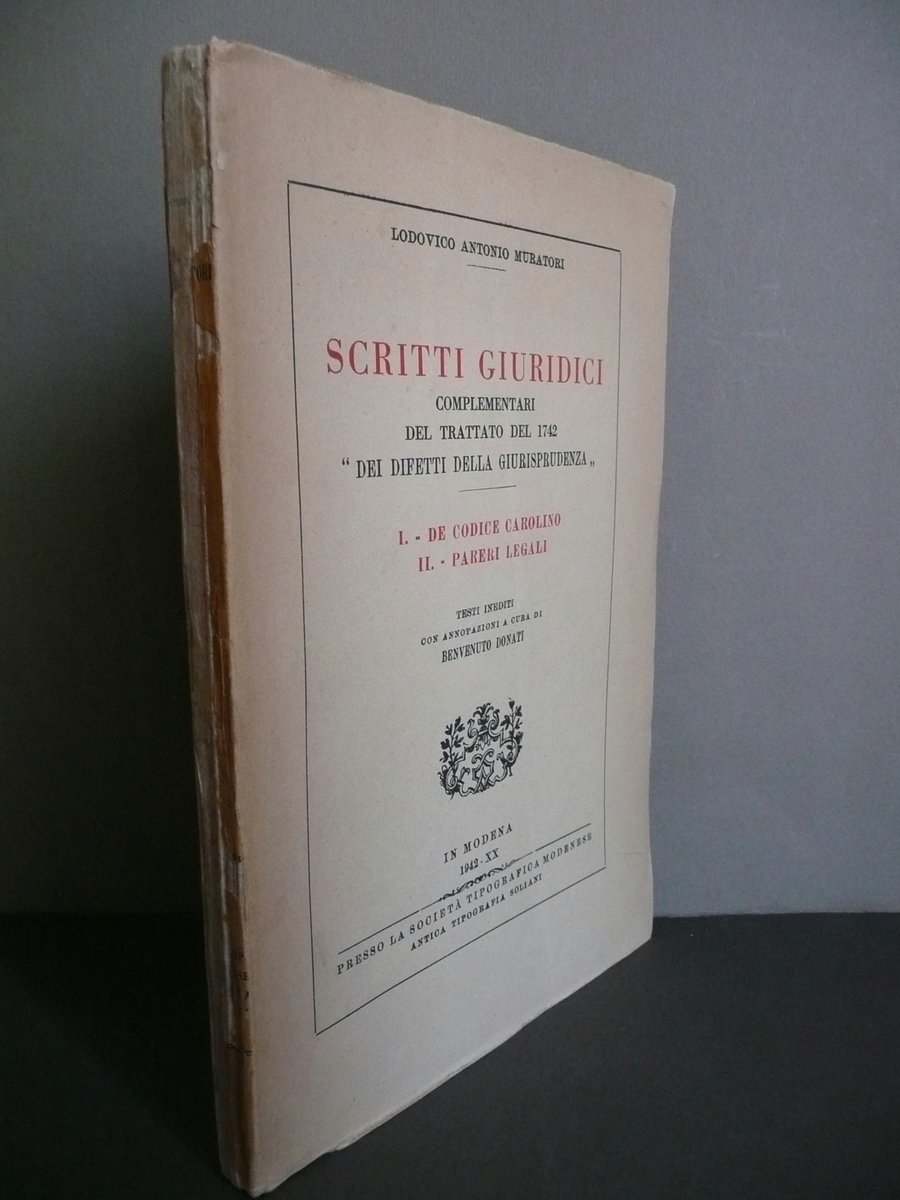 LODOVICO ANTONIO MURATORI
SCRITTI GIURIDICI
COMPLEMENTARI
DEL TRATTATO DEL 1742
“ DEI DIFETTI DELLA GIURISPRUDENZA „
I. - DE CODICE CAROLINO
II. - PARERI LEGALI
TESTI INEDITI
CON ANNOTAZIONI A CURA DI
BENVENUTO DONATI
IN MODENA
1942 - XX
PRESSO LA SOCIETÀ TIPOGRAFICA MODENESE
ANTICA TIPOGRAFIA SOLIANI